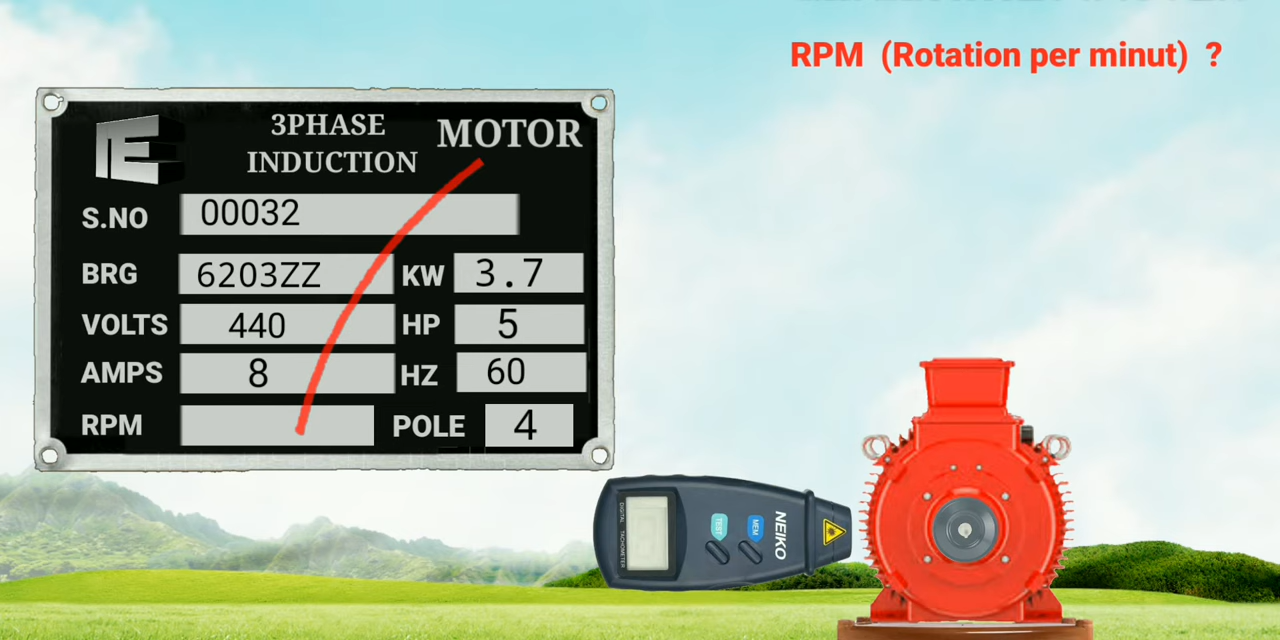 RPM (Rotation per minut) ?
IE
3PHASE
INDUCTION
MOTOR
S.NO 00032
BRG 6203ZZ KW 3.7
VOLTS 440 HP 5
AMPS 8 HZ 60
RPM POLE 4
DIGITAL TACHOMETER
TEST
MEM
NEIKO